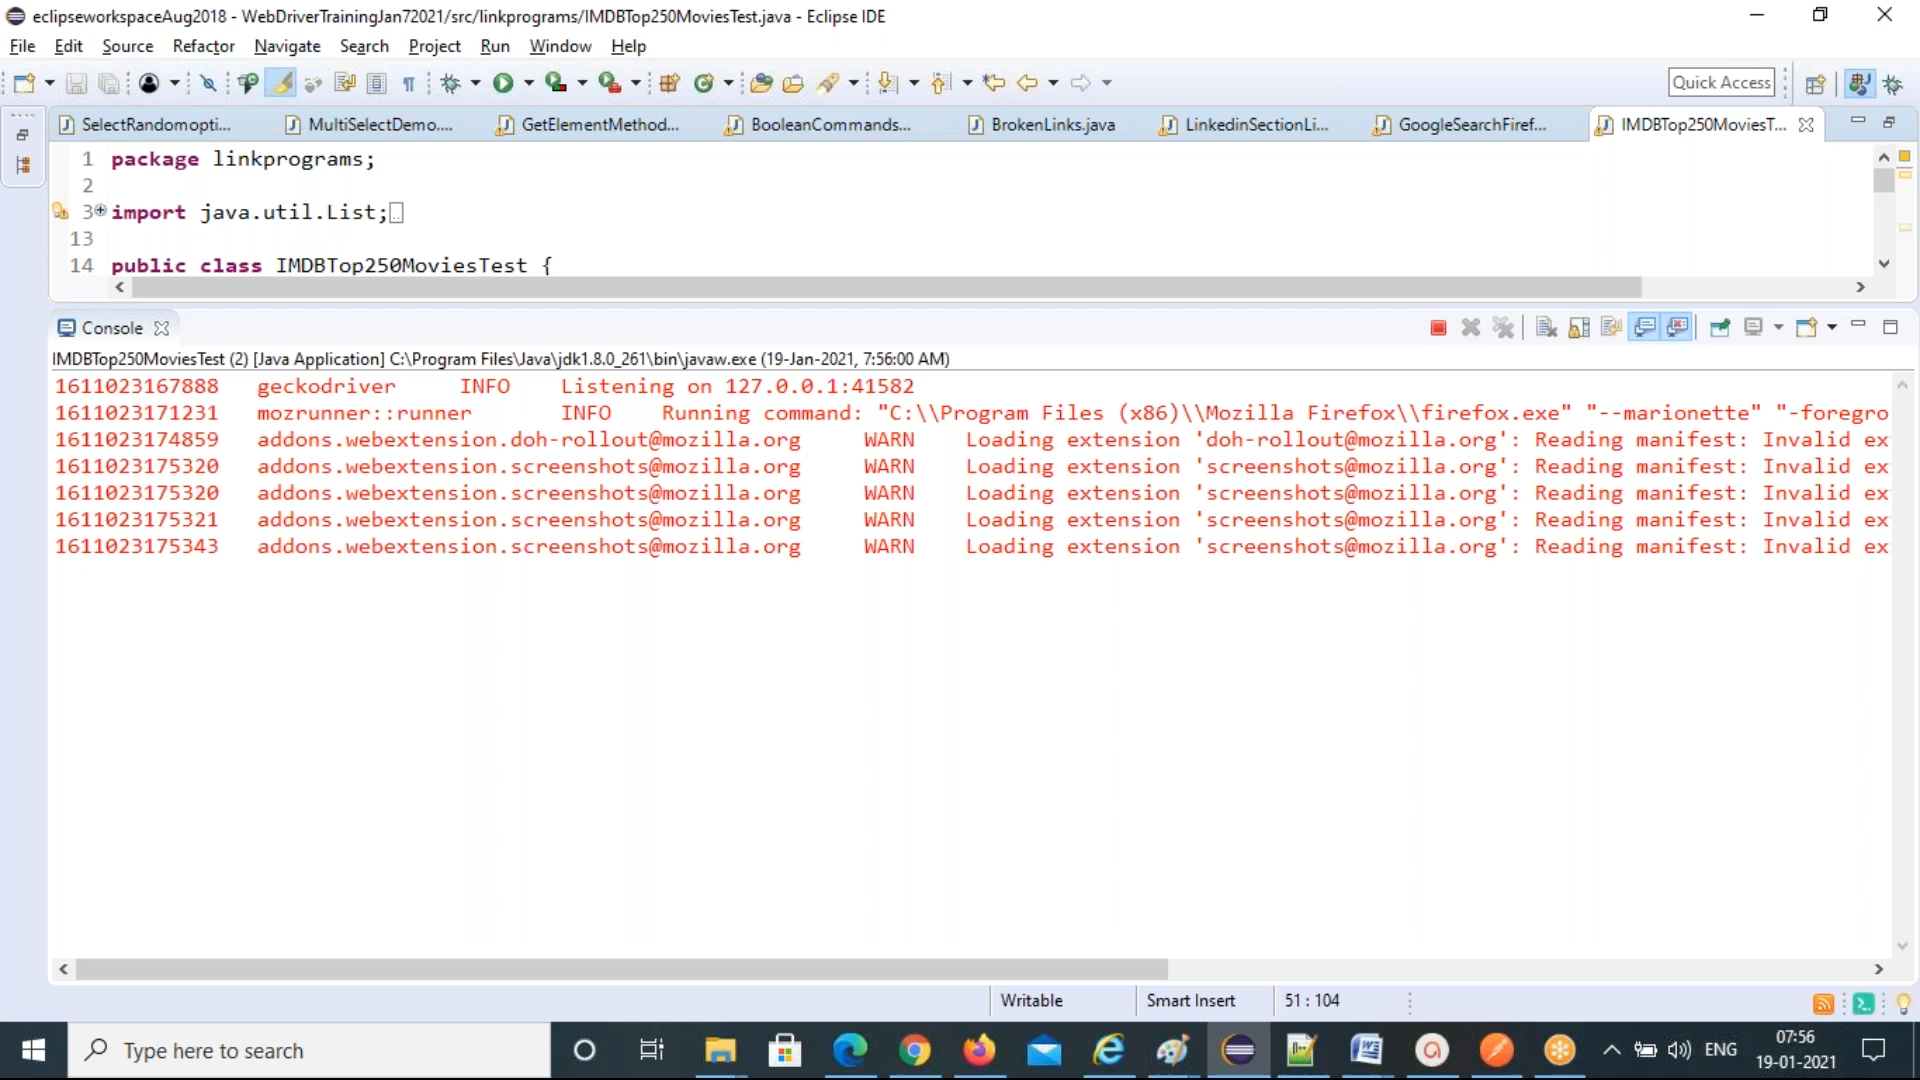 eclipseworkspaceAug2018 - WebDriverTrainingJan72021/src/linkprograms/IMDBTop250MoviesTest.java - Eclipse IDE
File Edit Source Refactor Navigate Search Project Run Window Help
Quick Access
SelectRandomopti... MultiSelectDemo.... GetElementMethod... BooleanCommands... BrokenLinks.java LinkedinSectionLi... GoogleSearchFiref... IMDBTop250MoviesT...
1 package linkprograms;
2
3 import java.util.List;
13
14 public class IMDBTop250MoviesTest {
Console
IMDBTop250MoviesTest (2) [Java Application] C:\Program Files\Java\jdk1.8.0_261\bin\javaw.exe (19-Jan-2021, 7:56:00 AM)
1611023167888 geckodriver INFO Listening on 127.0.0.1:41582
1611023171231 mozrunner::runner INFO Running command: "C:\\Program Files (x86)\\Mozilla Firefox\\firefox.exe" "--marionette" "-foregro
1611023174859 addons.webextension.doh-rollout@mozilla.org WARN Loading extension 'doh-rollout@mozilla.org': Reading manifest: Invalid ex
1611023175320 addons.webextension.screenshots@mozilla.org WARN Loading extension 'screenshots@mozilla.org': Reading manifest: Invalid ex
1611023175320 addons.webextension.screenshots@mozilla.org WARN Loading extension 'screenshots@mozilla.org': Reading manifest: Invalid ex
1611023175321 addons.webextension.screenshots@mozilla.org WARN Loading extension 'screenshots@mozilla.org': Reading manifest: Invalid ex
1611023175343 addons.webextension.screenshots@mozilla.org WARN Loading extension 'screenshots@mozilla.org': Reading manifest: Invalid ex
Writable Smart Insert 51 : 104
Type here to search
ENG
07:56
19-01-2021